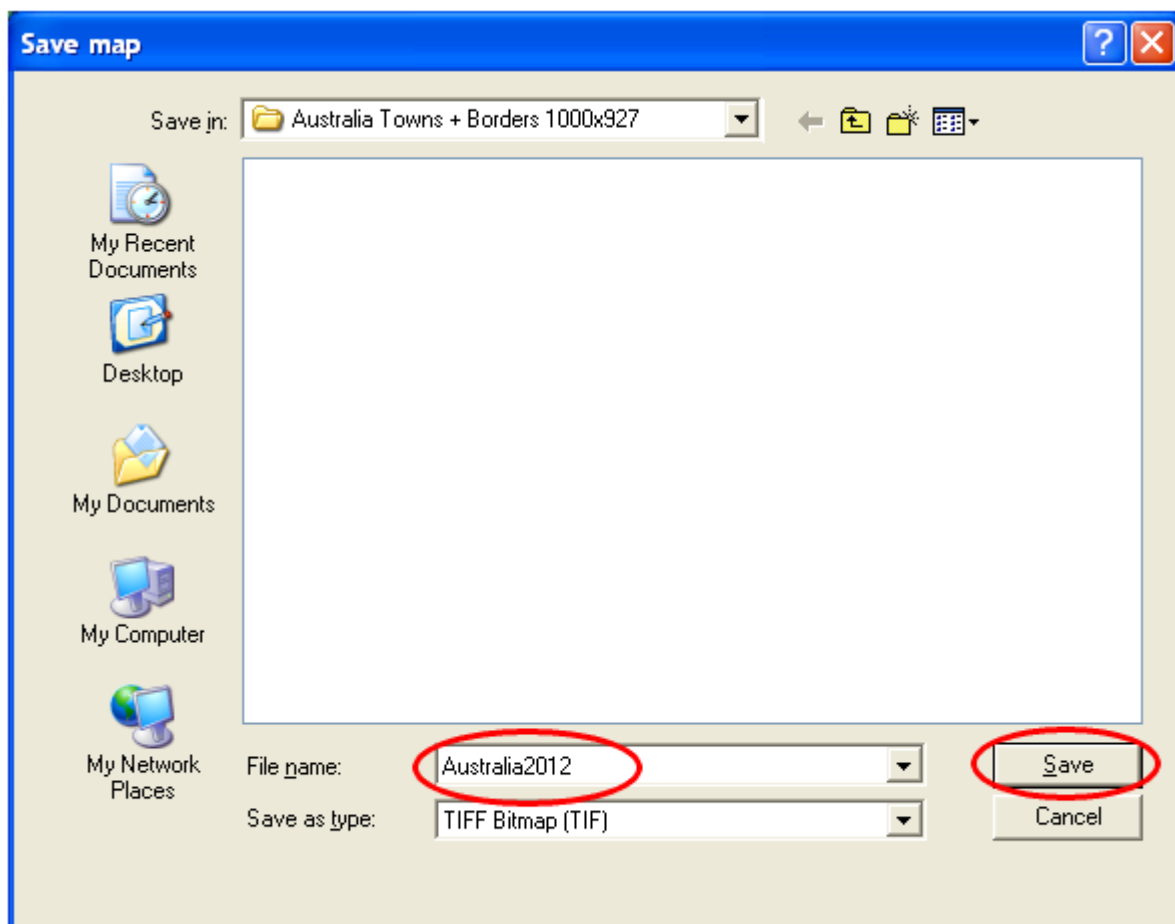 Save map
Save in:
Australia Towns + Borders 1000x927
My Recent
Documents
Desktop
My Documents
My Computer
My Network
Places
File name:
Australia2012
Save
Save as type:
TIFF Bitmap (TIF)
Cancel